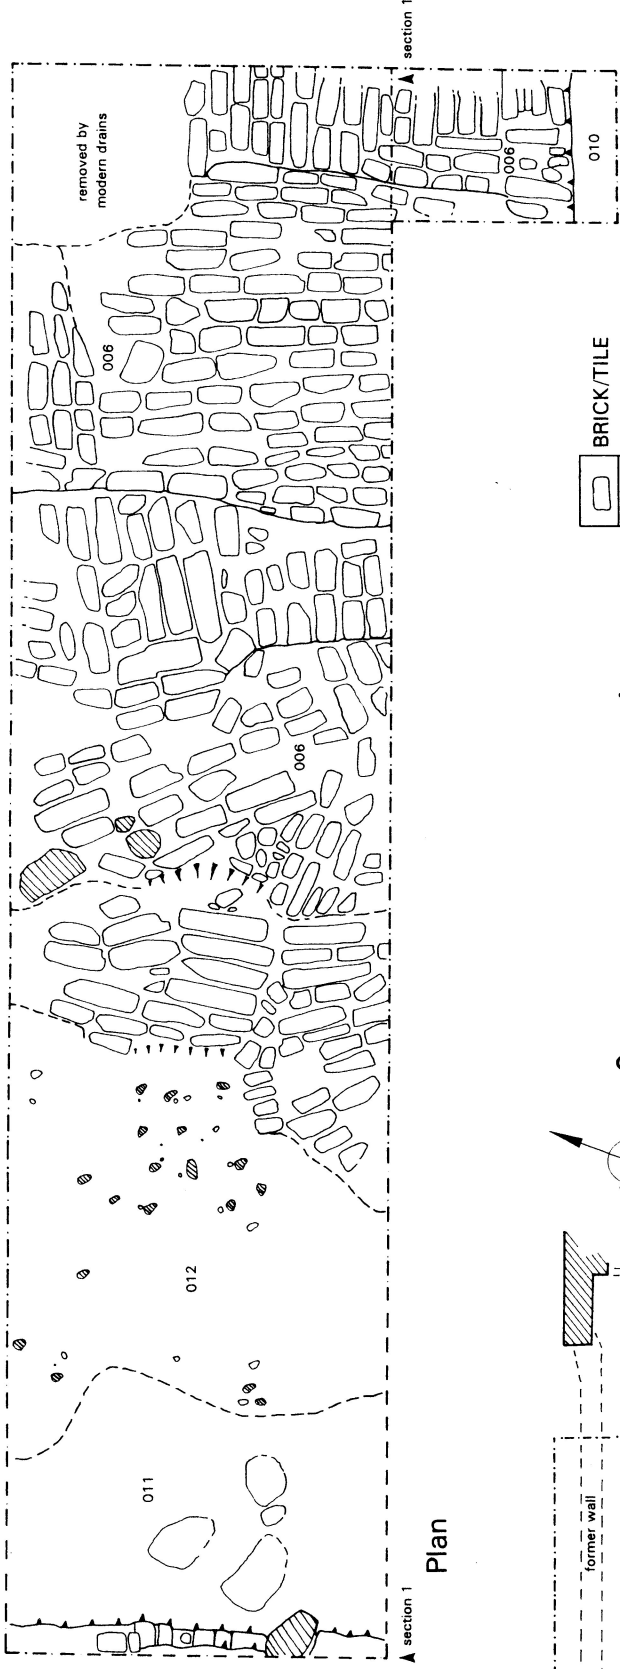 section 1
removed by
modern drains
006
010
006
BRICK/TILE
006
012
011
former wall
Plan
section 1